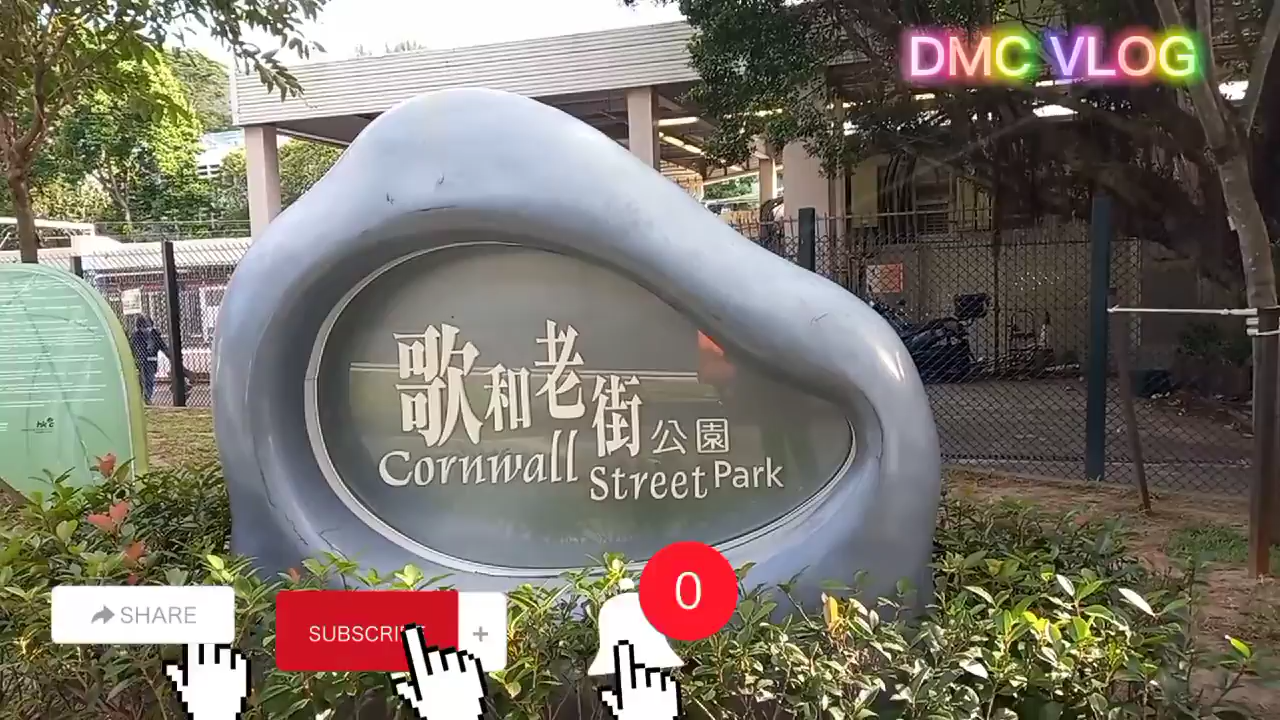 DMC VLOG
歌和老街公園
Cornwall Street Park
SHARE
SUBSCRIBE
+
0